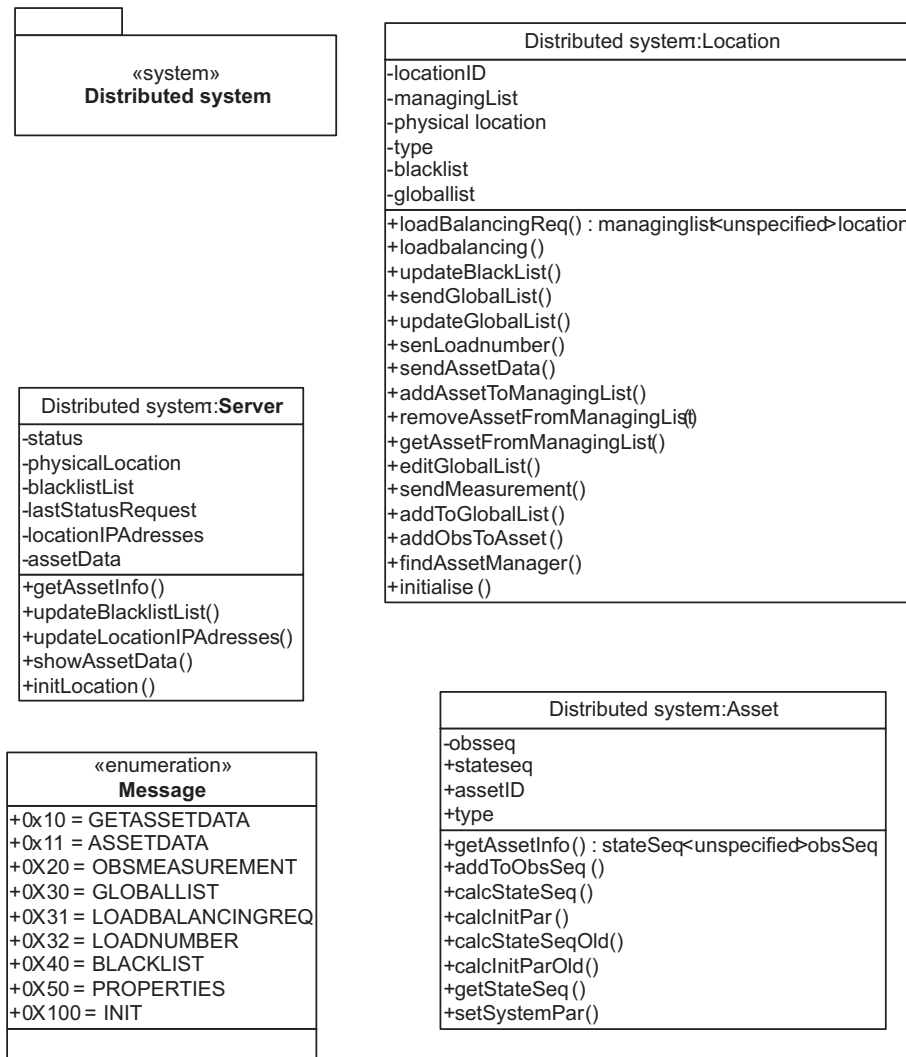 «system»
Distributed system
Distributed system::Location
-locationID
-managingList
-physical location
-type
-blacklist
-globallist
+loadBalancingReq() : managinglist<unspecified>location
+loadbalancing()
+updateBlackList()
+sendGlobalList()
+updateGlobalList()
+senLoadnumber()
+sendAssetData()
+addAssetToManagingList()
+removeAssetFromManagingList()
+getAssetFromManagingList()
+editGlobalList()
+sendMeasurement()
+addToGlobalList()
+addObsToAsset()
+findAssetManager()
+initialise()
Distributed system::Server
-status
-physicalLocation
-blacklistList
-lastStatusRequest
-locationIPAdresses
-assetData
+getAssetInfo()
+updateBlacklistList()
+updateLocationIPAdresses()
+showAssetData()
+initLocation()
«enumeration»
Message
+0x10 = GETASSETDATA
+0x11 = ASSETDATA
+0X20 = OBSMEASUREMENT
+0X30 = GLOBALLIST
+0X31 = LOADBALANCINGREQ
+0X32 = LOADNUMBER
+0X40 = BLACKLIST
+0X50 = PROPERTIES
+0X100 = INIT
Distributed system::Asset
-obsseq
+stateseq
+assetID
+type
+getAssetInfo() : stateSeq<unspecified>obsSeq
+addToObsSeq()
+calcStateSeq()
+calcInitPar()
+calcStateSeqOld()
+calcInitParOld()
+getStateSeq()
+setSystemPar()